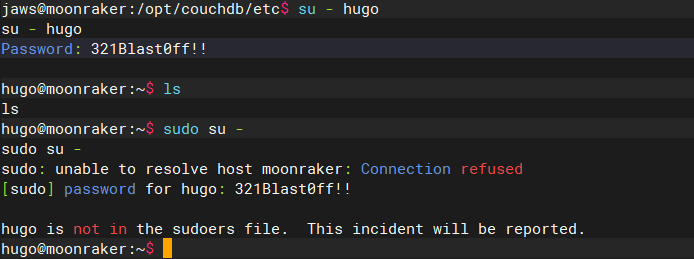 jaws@moonraker:/opt/couchdb/etc$ su - hugo
su - hugo
Password: 321Blast0ff!!
hugo@moonraker:~$ ls
ls
hugo@moonraker:~$ sudo su -
sudo su -
sudo: unable to resolve host moonraker: Connection refused
[sudo] password for hugo: 321Blast0ff!!
hugo is not in the sudoers file.  This incident will be reported.
hugo@moonraker:~$